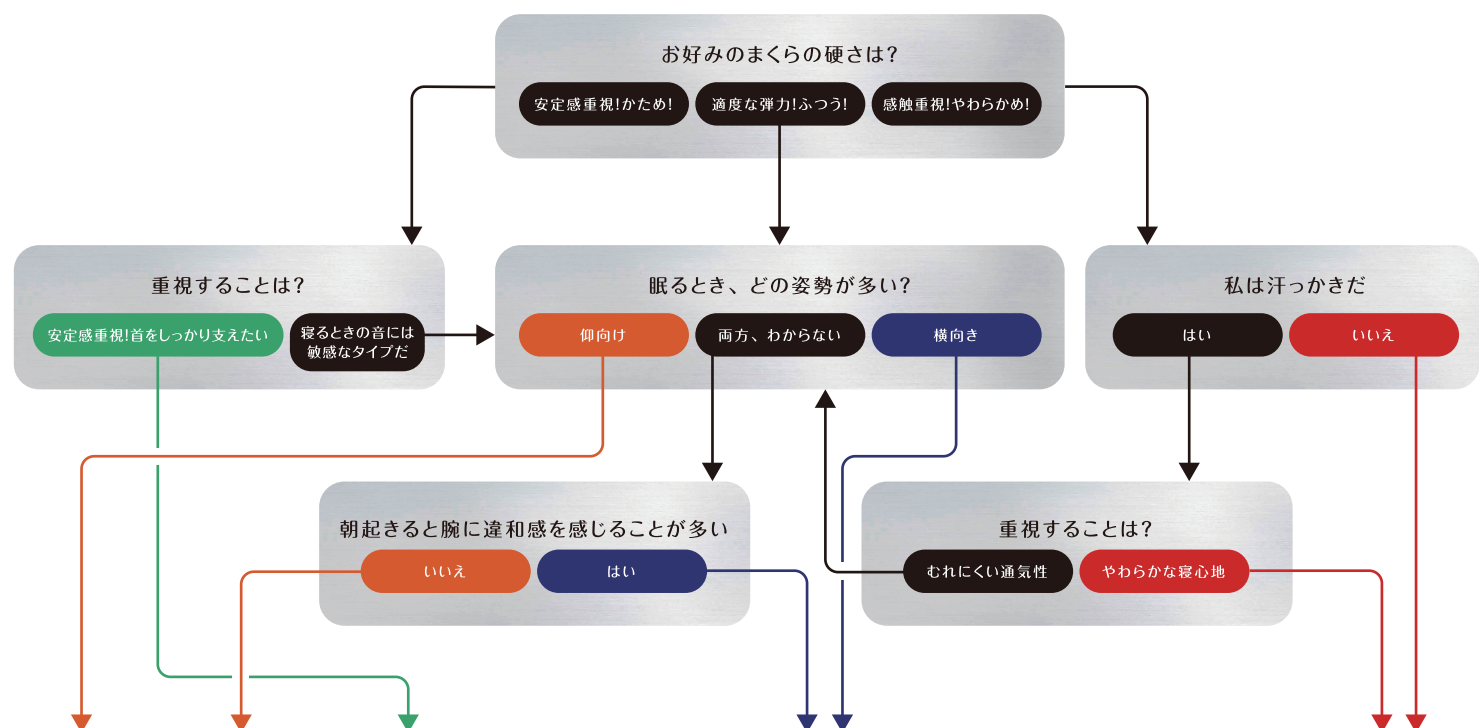 お好みのまくらの硬さは?
安定感重視!かため!
適度な弾力!ふつう!
感触重視!やわらかめ!
重視することは?
安定感重視!首をしっかり支えたい
寝るときの音には
敏感なタイプだ
眠るとき、どの姿勢が多い?
仰向け
両方、わからない
横向き
私は汗っかきだ
はい
いいえ
朝起きると腕に違和感を感じることが多い
いいえ
はい
重視することは?
むれにくい通気性
やわらかな寝心地